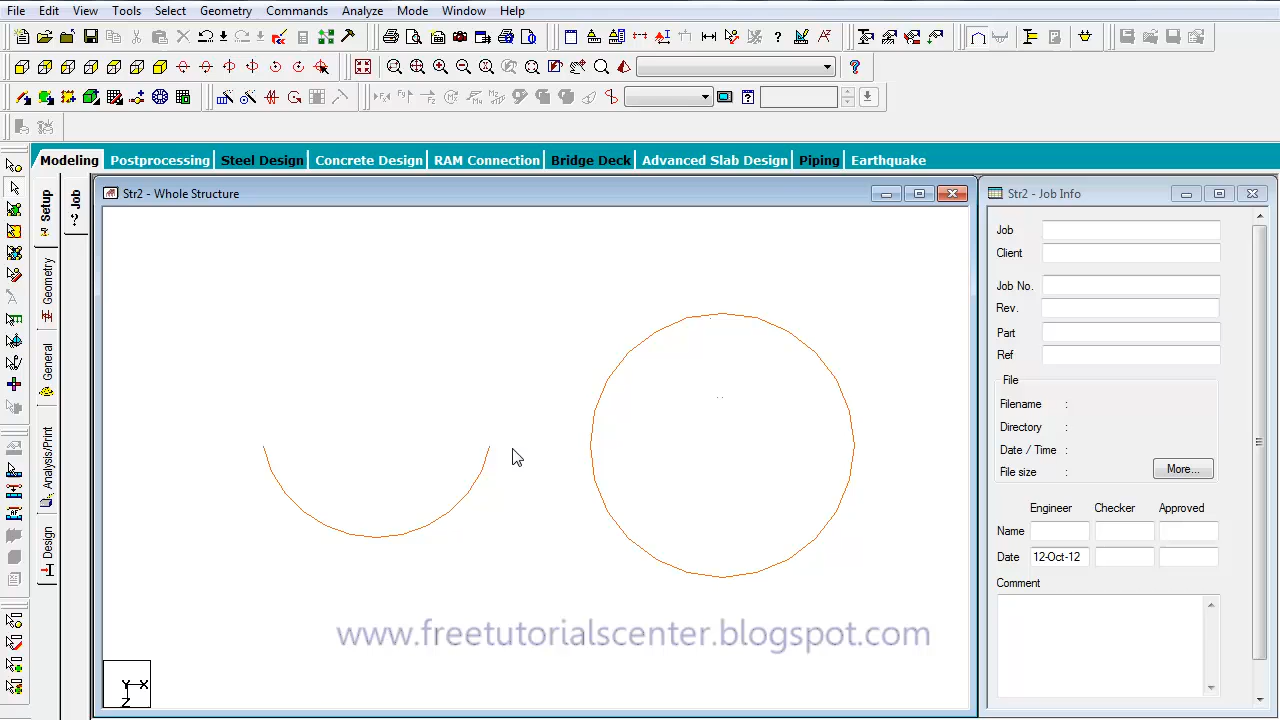 File Edit View Tools Select Geometry Commands Analyze Mode Window Help
Modeling Postprocessing Steel Design Concrete Design RAM Connection Bridge Deck Advanced Slab Design Piping Earthquake
Setup
Geometry
General
Analysis/Print
Design
Job
Str2 - Whole Structure
Str2 - Job Info
Job
Client
Job No.
Rev.
Part
Ref
File
Filename :
Directory :
Date / Time :
File size :
More...
Engineer Checker Approved
Name
Date 12-Oct-12
Comment
www.freetutorialscenter.blogspot.com
Y X
Z